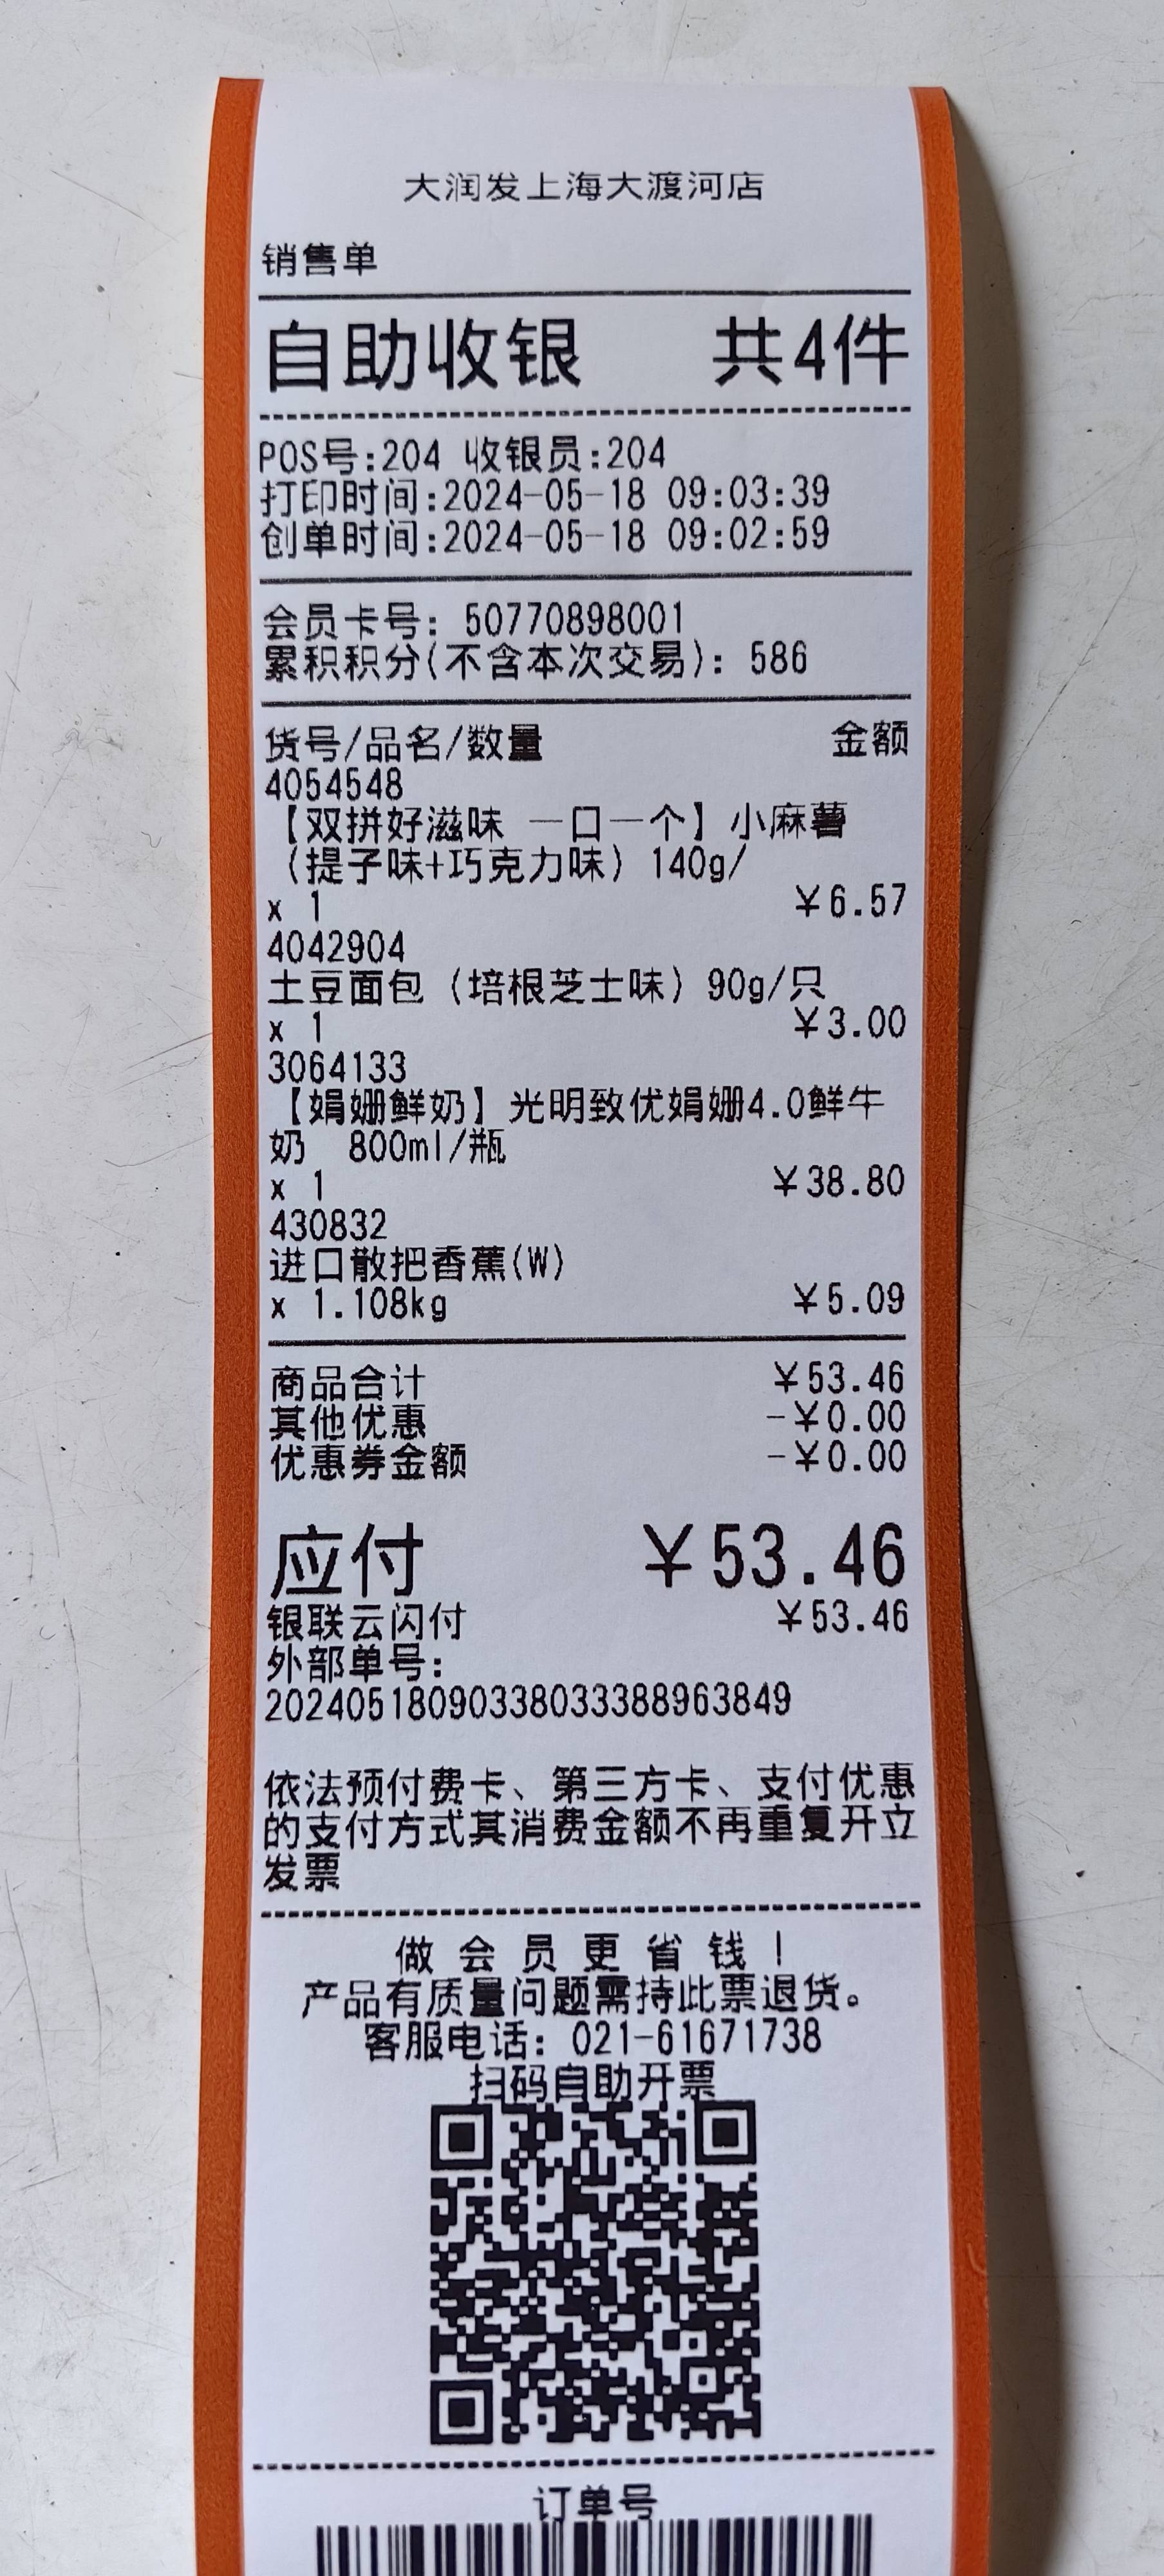 大润发上海大渡河店
销售单
自助收银 共4件
POS号:204 收银员:204
打印时间:2024-05-18 09:03:39
创单时间:2024-05-18 09:02:59
会员卡号: 50770898001
累积积分(不含本次交易): 586
货号/品名/数量 金额
4054548
【双拼好滋味 一口一个】小麻薯
（提子味+巧克力味）140g/
x 1 ￥6.57
4042904
土豆面包（培根芝士味）90g/只
x 1 ￥3.00
3064133
【娟姗鲜奶】光明致优娟姗4.0鲜牛
奶 800ml/瓶
x 1 ￥38.80
430832
进口散把香蕉(W)
x 1.108kg ￥5.09
商品合计 ￥53.46
其他优惠 -￥0.00
优惠券金额 -￥0.00
应付 ￥53.46
银联云闪付 ￥53.46
外部单号:
20240518090338033388963849
依法预付费卡、第三方卡、支付优惠
的支付方式其消费金额不再重复开立
发票
做 会 员 更 省 钱 !
产品有质量问题需持此票退货。
客服电话: 021-61671738
扫码自助开票
订单号